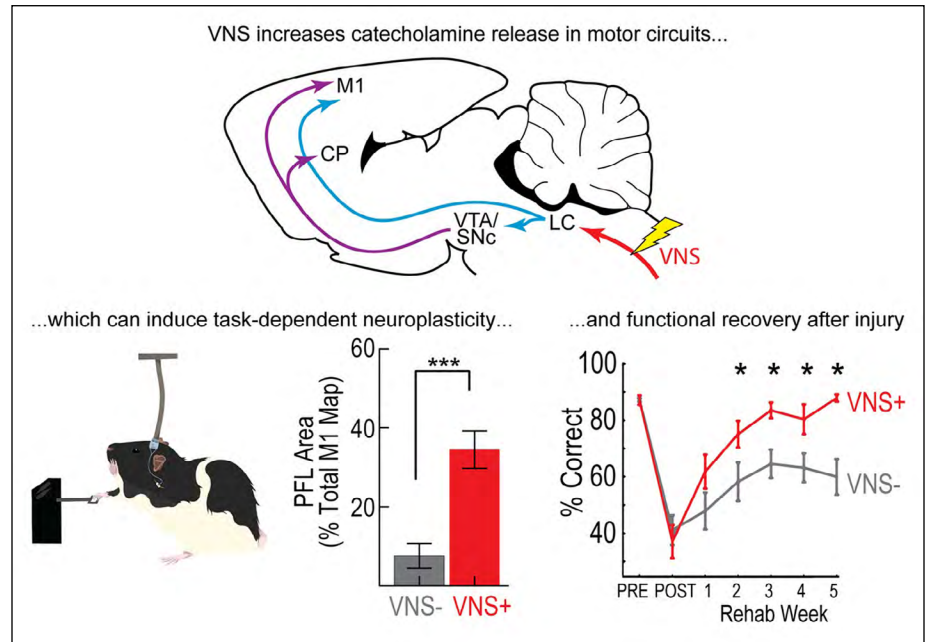 VNS increases catecholamine release in motor circuits...
M1
CP
VTA/
SNc
LC
VNS
...which can induce task-dependent neuroplasticity...
PFL Area
(% Total M1 Map)
60
40
20
***
VNS-
VNS+
...and functional recovery after injury
% Correct
100
80
60
40
* * * *
VNS+
VNS-
PRE POST 1 2 3 4 5
Rehab Week